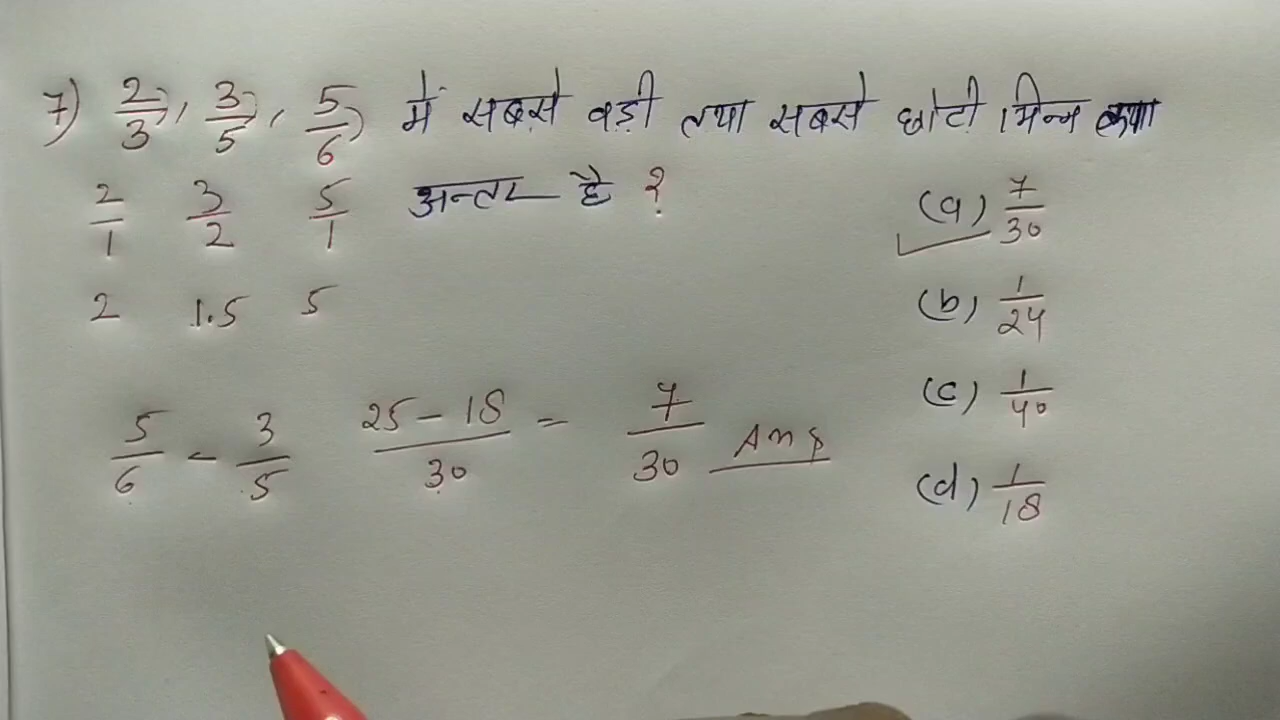 7) 2/3, 3/5, 5/6 में सबसे बड़ी तथा सबसे छोटी भिन्न क्या
अन्तर है ?
2/1 3/2 5/1
2 1.5 5
(a) 7/30
(b) 1/24
(c) 1/40
(d) 1/18
5/6 - 3/5 25-18/30 = 7/30 Ans